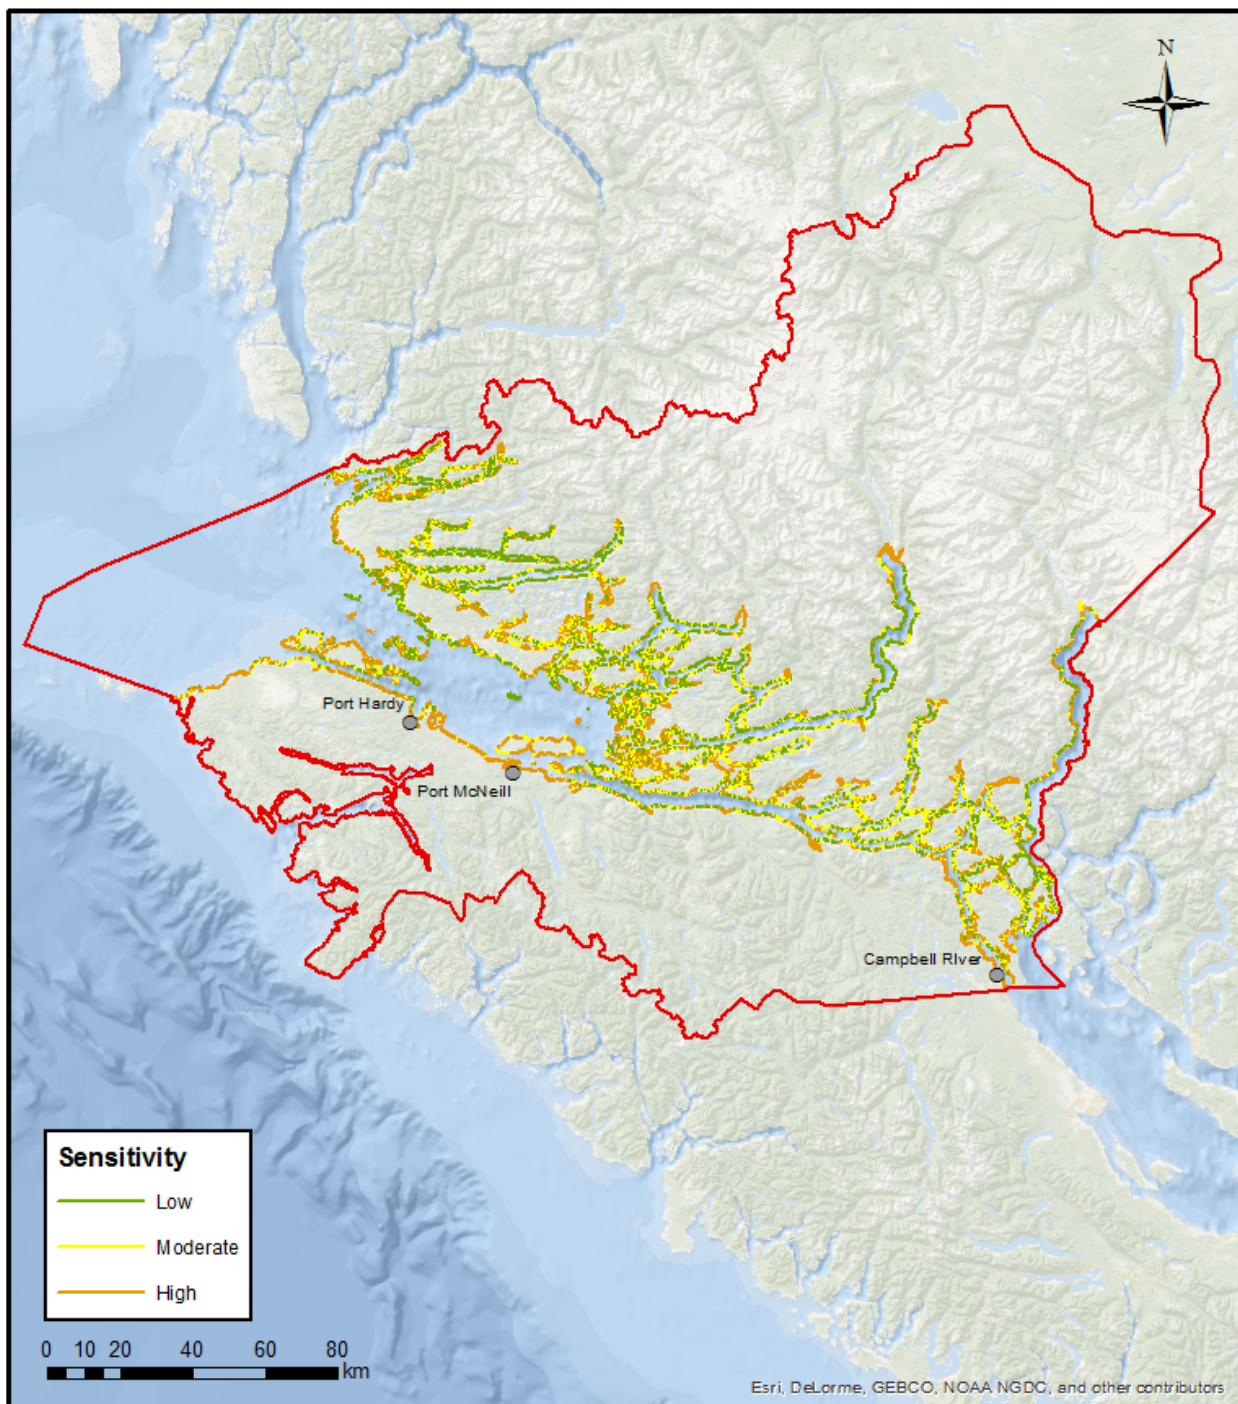 N
Port Hardy
Port McNeill
Campbell RIver
Sensitivity
Low
Moderate
High
0 10 20 40 60 80
km
Esri, DeLorme, GEBCO, NOAA NGDC, and other contributors